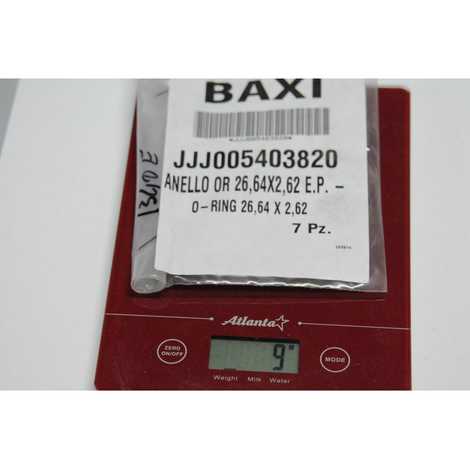 BAXI
JJJ005403820
ANELLO OR 26,64X2,62 E.P. -
O-RING 26,64 X 2,62
7 Pz.
Atlanta
ZERO
ON/OFF
9"
MODE
Weight Milk Water